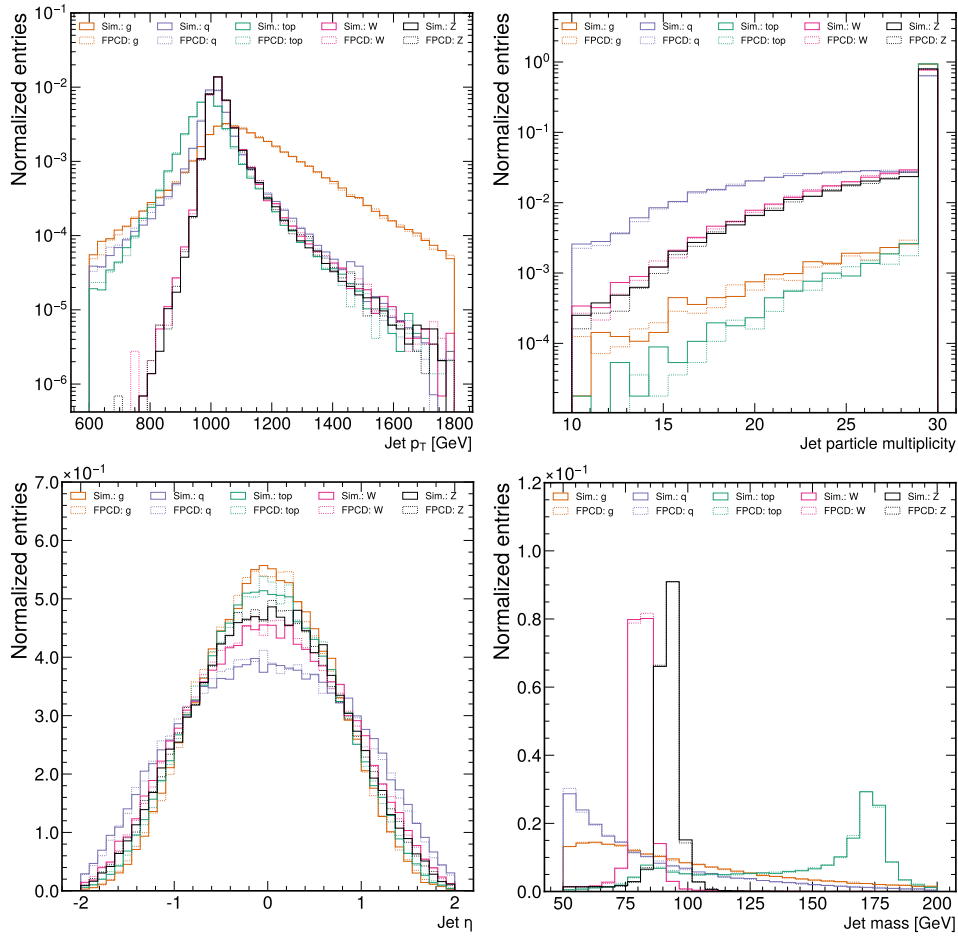 Normalized entries
10⁻¹
10⁻²
10⁻³
10⁻⁴
10⁻⁵
10⁻⁶
Sim.: g Sim.: q Sim.: top Sim.: W Sim.: Z
FPCD: g FPCD: q FPCD: top FPCD: W FPCD: Z
600 800 1000 1200 1400 1600 1800
Jet p_T [GeV]
Normalized entries
10⁰
10⁻¹
10⁻²
10⁻³
10⁻⁴
Sim.: g Sim.: q Sim.: top Sim.: W Sim.: Z
FPCD: g FPCD: q FPCD: top FPCD: W FPCD: Z
10 15 20 25 30
Jet particle multiplicity
×10⁻¹
Normalized entries
7.0
6.0
5.0
4.0
3.0
2.0
1.0
0.0
Sim.: g Sim.: q Sim.: top Sim.: W Sim.: Z
FPCD: g FPCD: q FPCD: top FPCD: W FPCD: Z
-2 -1 0 1 2
Jet η
×10⁻¹
Normalized entries
1.2
1.0
0.8
0.6
0.4
0.2
0.0
Sim.: g Sim.: q Sim.: top Sim.: W Sim.: Z
FPCD: g FPCD: q FPCD: top FPCD: W FPCD: Z
50 75 100 125 150 175 200
Jet mass [GeV]